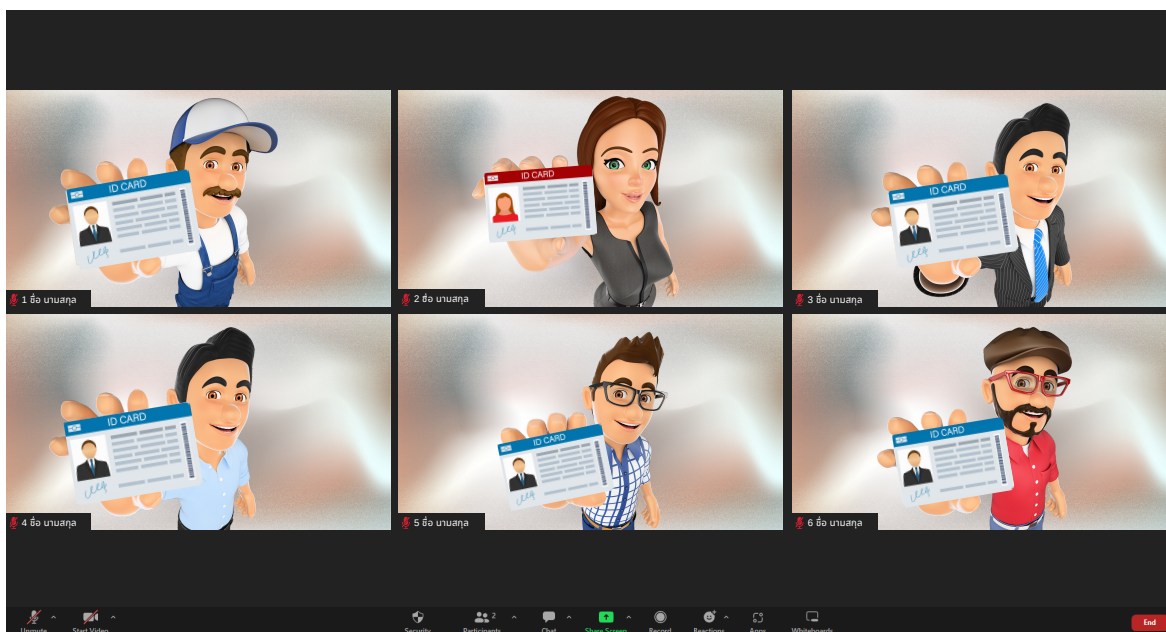 ID CARD
ID CARD
ID CARD
1 ชื่อ นามสกุล
2 ชื่อ นามสกุล
3 ชื่อ นามสกุล
ID CARD
ID CARD
ID CARD
4 ชื่อ นามสกุล
5 ชื่อ นามสกุล
6 ชื่อ นามสกุล
2
End
Unmute Start Video Security Participants Chat Share Screen Record Reactions Apps Whiteboards